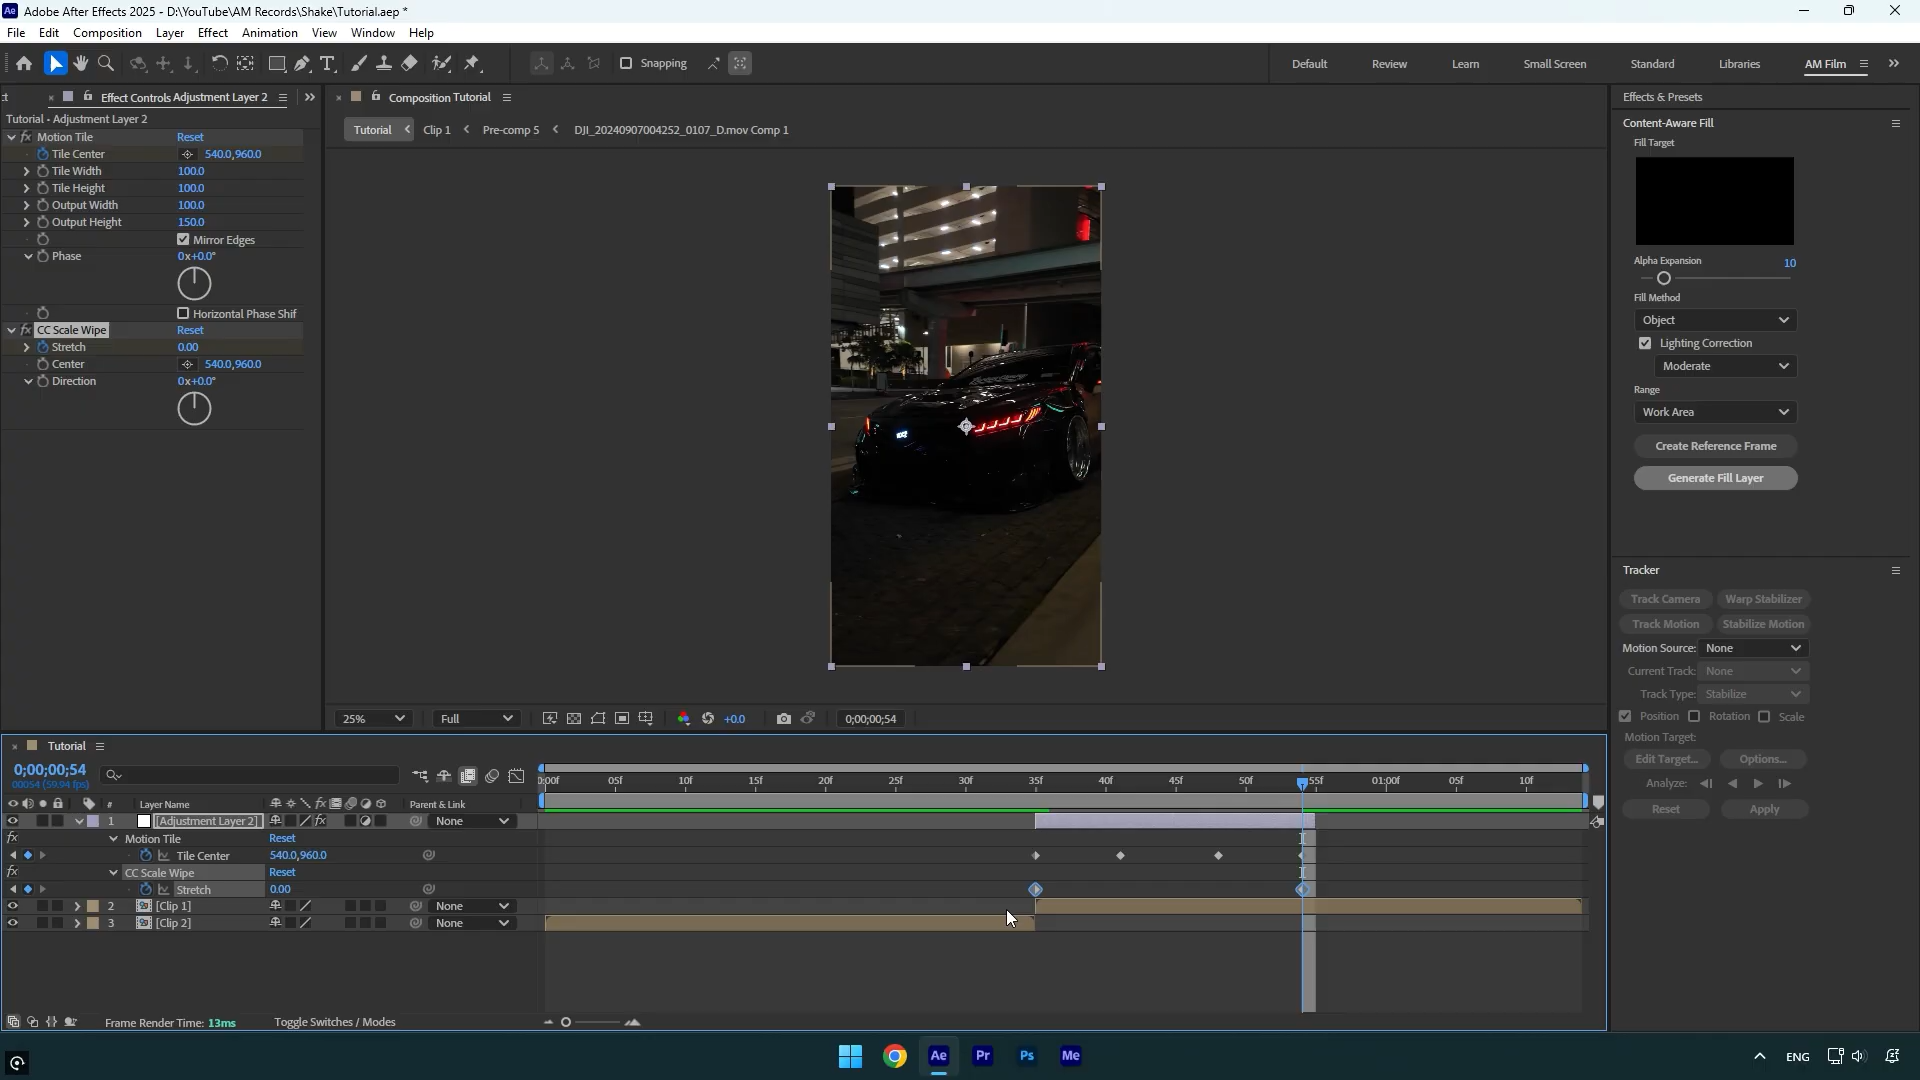 Adobe After Effects 2025 - D:\YouTube\AM Records\Shake\Tutorial.aep *
File Edit Composition Layer Effect Animation View Window Help
Snapping
Default Review Learn Small Screen Standard Libraries AM Film
Effect Controls Adjustment Layer 2
Tutorial - Adjustment Layer 2
Motion Tile Reset
Tile Center 540.0,960.0
Tile Width 100.0
Tile Height 100.0
Output Width 100.0
Output Height 150.0
Mirror Edges
Phase 0x+0.0°
Horizontal Phase Shif
CC Scale Wipe Reset
Stretch 0.00
Center 540.0,960.0
Direction 0x+0.0°
Composition Tutorial
Tutorial Clip 1 Pre-comp 5 DJI_20240907004252_0107_D.mov Comp 1
25% Full +0.0 0;00;00;54
Effects & Presets
Content-Aware Fill
Fill Target
Alpha Expansion 10
Fill Method
Object
Lighting Correction
Moderate
Range
Work Area
Create Reference Frame
Generate Fill Layer
Tracker
Track Camera Warp Stabilizer
Track Motion Stabilize Motion
Motion Source: None
Current Track: None
Track Type: Stabilize
Position Rotation Scale
Motion Target:
Edit Target... Options...
Analyze:
Reset Apply
Tutorial
0;00;00;54
00054 (59.94 fps)
0:00f 05f 10f 15f 20f 25f 30f 35f 40f 45f 50f 55f 01:00f 05f 10f
# Layer Name Parent & Link
1 [Adjustment Layer 2] None
Motion Tile Reset
Tile Center 540.0,960.0
CC Scale Wipe Reset
Stretch 0.00
2 [Clip 1] None
3 [Clip 2] None
Frame Render Time: 13ms Toggle Switches / Modes
Ae Pr Ps Me
ENG